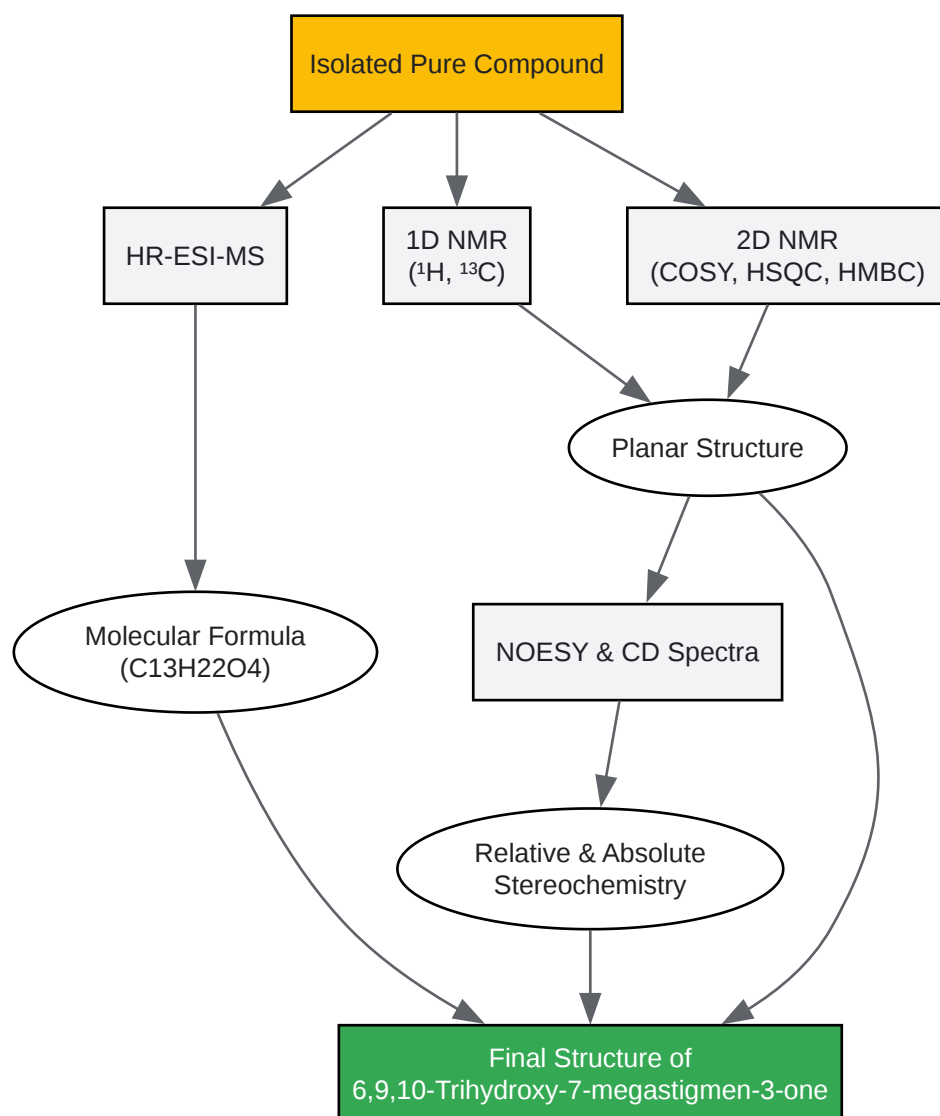 Isolated Pure Compound
HR-ESI-MS
1D NMR
(¹H, ¹³C)
2D NMR
(COSY, HSQC, HMBC)
Planar Structure
Molecular Formula
(C13H22O4)
NOESY & CD Spectra
Relative & Absolute
Stereochemistry
Final Structure of
6,9,10-Trihydroxy-7-megastigmen-3-one